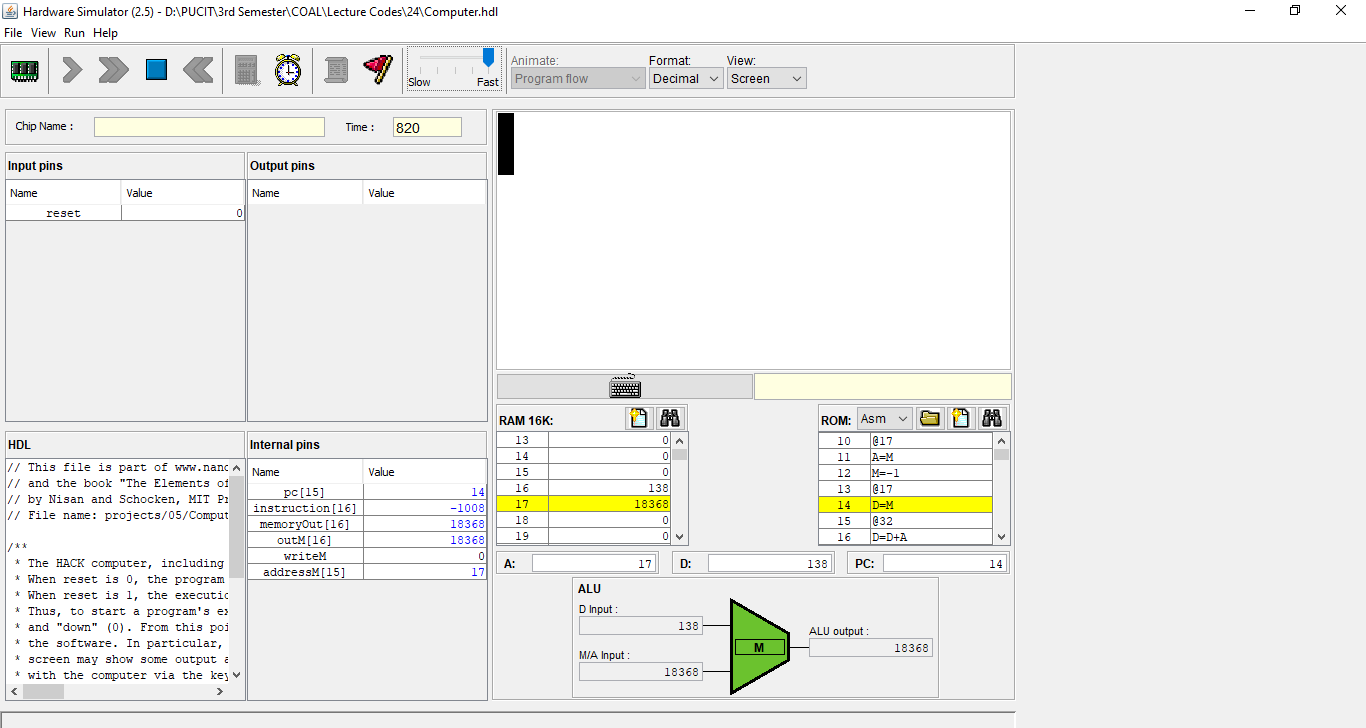 Hardware Simulator (2.5) - D:\PUCIT\3rd Semester\COAL\Lecture Codes\24\Computer.hdl
File View Run Help
Slow Fast
Animate: Format: View:
Program flow Decimal Screen
Chip Name : Time : 820
Input pins
Name Value
reset 0
Output pins
Name Value
HDL
// This file is part of www.nanc
// and the book "The Elements of
// by Nisan and Schocken, MIT Pr
// File name: projects/05/Comput
/**
* The HACK computer, including
* When reset is 0, the program
* When reset is 1, the executic
* Thus, to start a program's ex
* and "down" (0). From this poi
* the software. In particular,
* screen may show some output a
* with the computer via the key
Internal pins
Name Value
pc[15] 14
instruction[16] -1008
memoryOut[16] 18368
outM[16] 18368
writeM 0
addressM[15] 17
RAM 16K:
13 0
14 0
15 0
16 138
17 18368
18 0
19 0
ROM: Asm
10 @17
11 A=M
12 M=-1
13 @17
14 D=M
15 @32
16 D=D+A
A: 17 D: 138 PC: 14
ALU
D Input :
138
M/A Input :
18368
M
ALU output :
18368